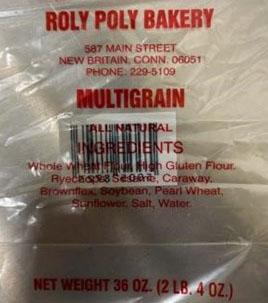 ROLY POLY BAKERY
587 MAIN STREET
NEW BRITAIN, CONN. 06051
PHONE: 229-5109
MULTIGRAIN
ALL NATURAL
INGREDIENTS
Whole Wheat Flour, High Gluten Flour,
Sesame, Caraway,
Brownflex, Soybean, Pearl Wheat,
Sunflower, Salt, Water.
NET WEIGHT 36 OZ. (2 LB. 4 OZ.)